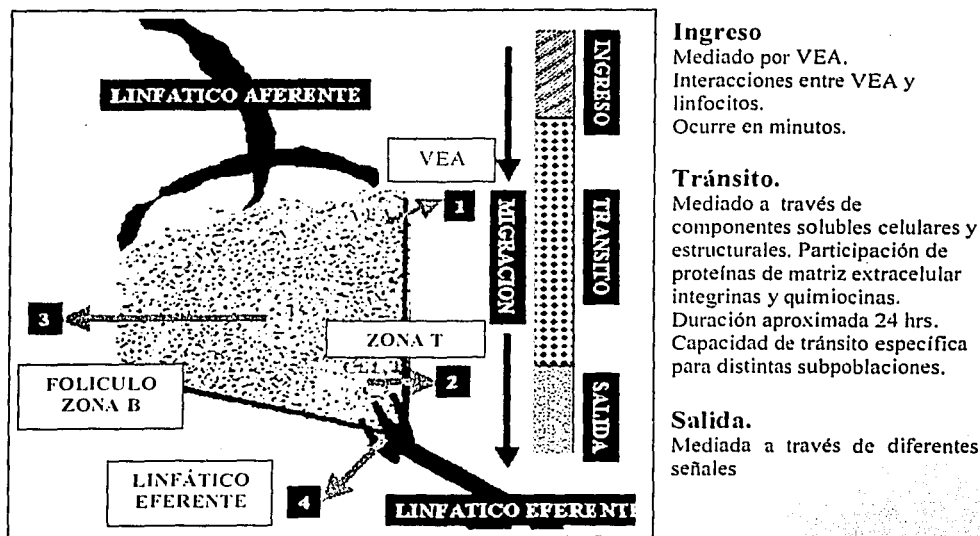 LINFATICO AFERENTE
VEA
1
3
ZONA T
2
FOLICULO
ZONA B
LINFÁTICO
EFERENTE
4
LINFATICO EFERENTE
MIGRACION
INGRESO
TRANSITO
SALIDA
Ingreso
Mediado por VEA.
Interacciones entre VEA y
linfocitos.
Ocurre en minutos.
Tránsito.
Mediado a través de
componentes solubles celulares y
estructurales. Participación de
proteínas de matriz extracelular
integrinas y quimiocinas.
Duración aproximada 24 hrs.
Capacidad de tránsito específica
para distintas subpoblaciones.
Salida.
Mediada a través de diferentes
señales